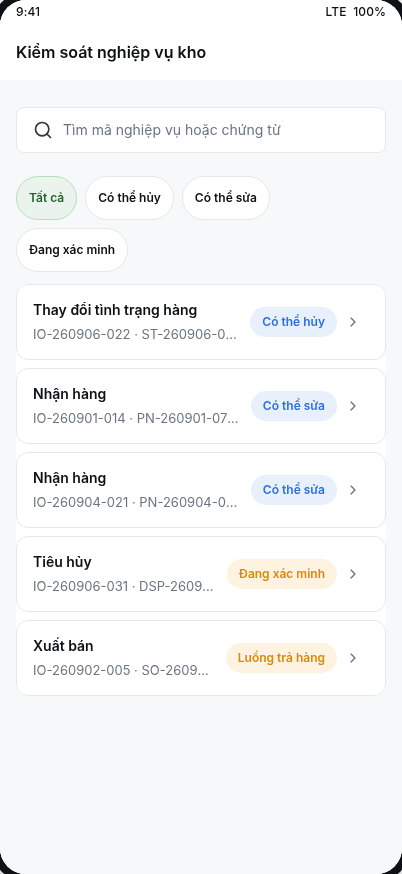 9:41
LTE 100%
Kiểm soát nghiệp vụ kho
Tìm mã nghiệp vụ hoặc chứng từ
Tất cả
Có thể hủy
Có thể sửa
Đang xác minh
Thay đổi tình trạng hàng
IO-260906-022 · ST-260906-0...
Có thể hủy
Nhận hàng
IO-260901-014 · PN-260901-07...
Có thể sửa
Nhận hàng
IO-260904-021 · PN-260904-0...
Có thể sửa
Tiêu hủy
IO-260906-031 · DSP-2609...
Đang xác minh
Xuất bán
IO-260902-005 · SO-2609...
Luồng trả hàng